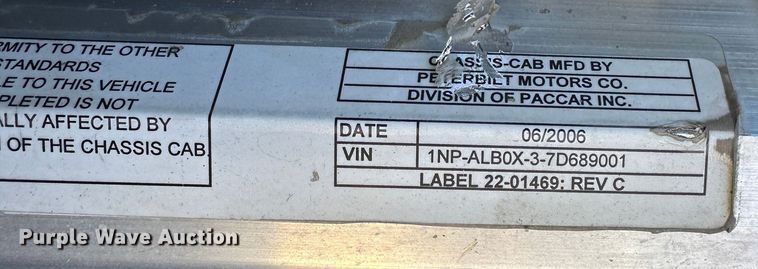 RMITY TO THE OTHER
STANDARDS
LE TO THIS VEHICLE
MPLETED IS NOT
ALLY AFFECTED BY
N OF THE CHASSIS CAB.
CHASSIS-CAB MFD BY
PETERBILT MOTORS CO.
DIVISION OF PACCAR INC.
DATE 06/2006
VIN 1NP-ALB0X-3-7D689001
LABEL 22-01469: REV C
Purple Wave Auction